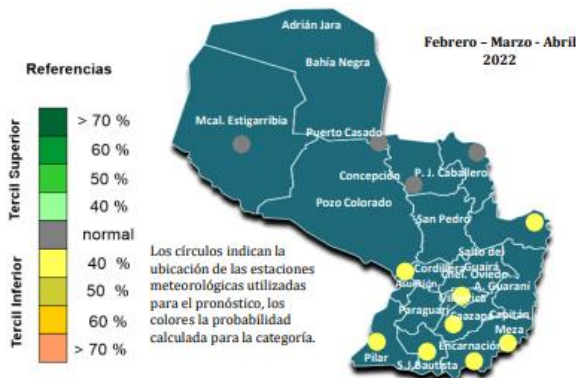 Adrián Jara
Febrero – Marzo - Abril
2022
Bahía Negra
Referencias
Mcal. Estigarribia
Puerto Casado
Concepción
P. J. Caballero
Pozo Colorado
San Pedro
Salto del
Guairá
Cordillera
Cnel. Oviedo
Asunción
A. Guaraní
Villarrica
Paraguarí
Caazapá
Capitán
Meza
Encarnación
Pilar
S.J.Bautista
Tercil Superior
> 70 %
60 %
50 %
40 %
normal
Tercil Inferior
40 %
50 %
60 %
> 70 %
Los círculos indican la
ubicación de las estaciones
meteorológicas utilizadas
para el pronóstico, los
colores la probabilidad
calculada para la categoría.